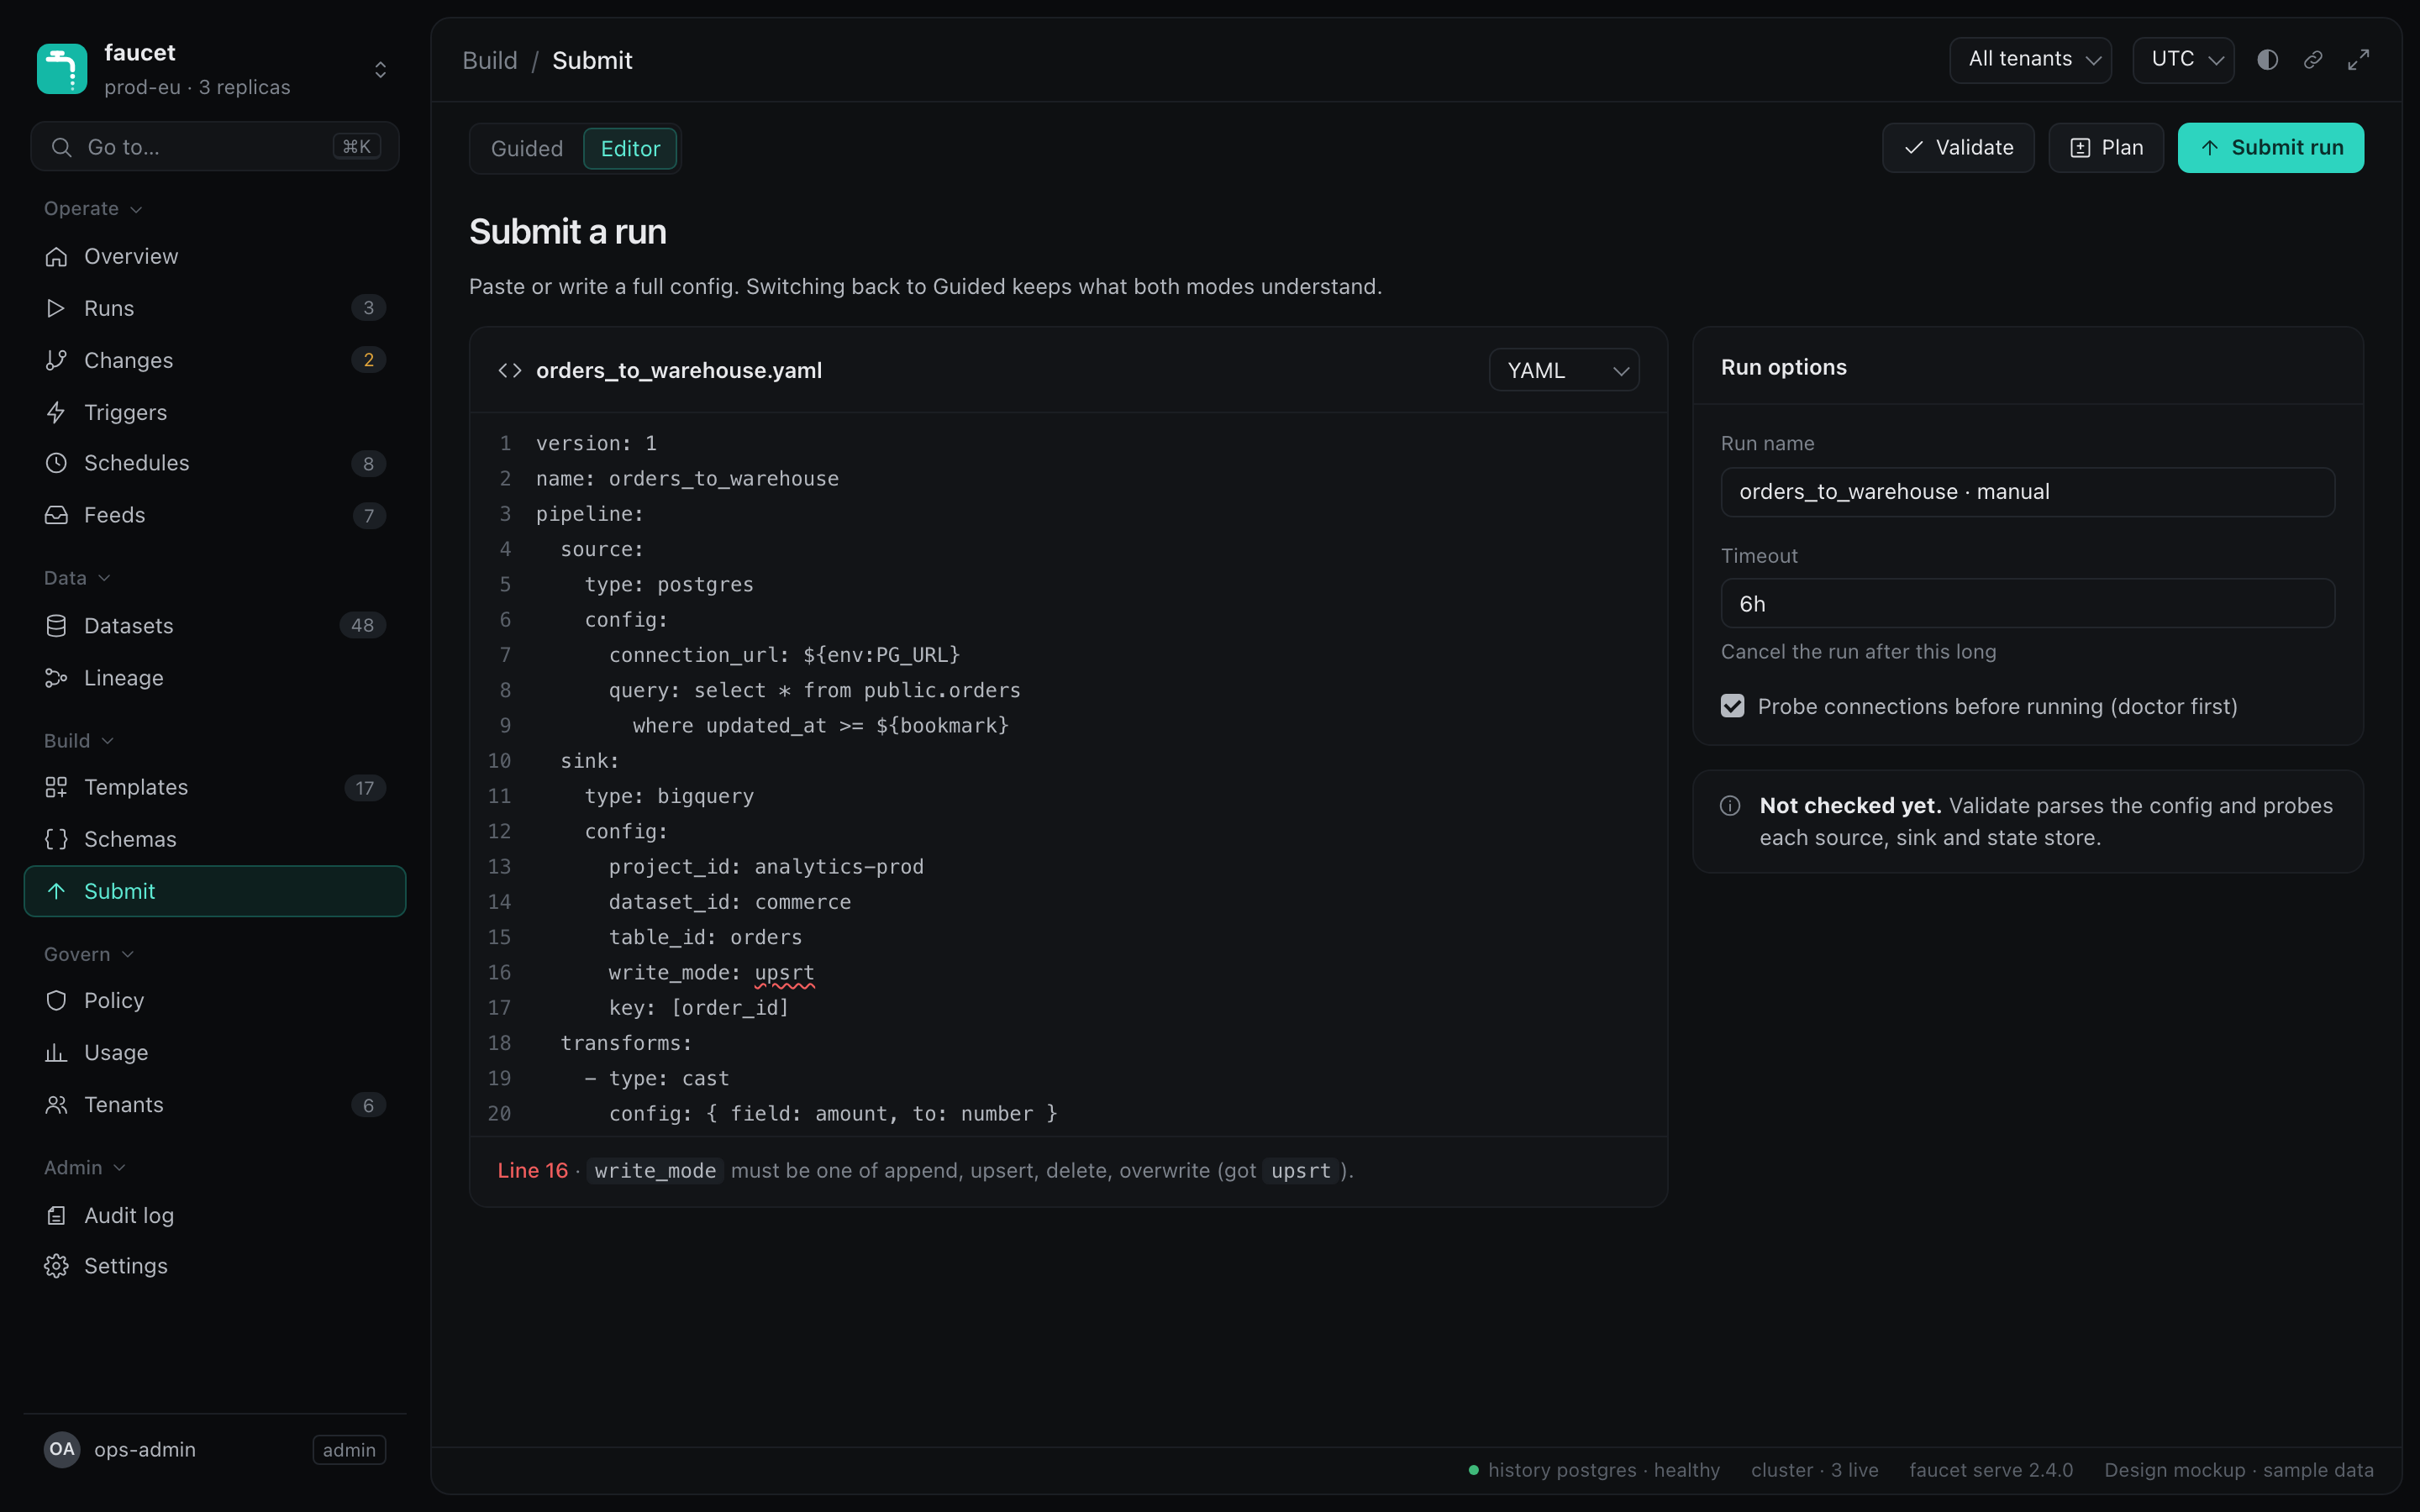 faucet
prod-eu · 3 replicas
Go to...
⌘K
Operate
Overview
Runs 3
Changes 2
Triggers
Schedules 8
Feeds 7
Data
Datasets 48
Lineage
Build
Templates 17
Schemas
Submit
Govern
Policy
Usage
Tenants 6
Admin
Audit log
Settings
OA ops-admin admin
Build / Submit
All tenants
UTC
Guided Editor
Validate
Plan
Submit run
Submit a run
Paste or write a full config. Switching back to Guided keeps what both modes understand.
orders_to_warehouse.yaml
YAML
1 version: 1
2 name: orders_to_warehouse
3 pipeline:
4   source:
5     type: postgres
6     config:
7       connection_url: ${env:PG_URL}
8       query: select * from public.orders
9         where updated_at >= ${bookmark}
10   sink:
11     type: bigquery
12     config:
13       project_id: analytics-prod
14       dataset_id: commerce
15       table_id: orders
16       write_mode: upsrt
17       key: [order_id]
18   transforms:
19     - type: cast
20       config: { field: amount, to: number }
Line 16 · write_mode must be one of append, upsert, delete, overwrite (got upsrt).
Run options
Run name
orders_to_warehouse · manual
Timeout
6h
Cancel the run after this long
Probe connections before running (doctor first)
Not checked yet. Validate parses the config and probes
each source, sink and state store.
history postgres · healthy
cluster · 3 live
faucet serve 2.4.0
Design mockup · sample data